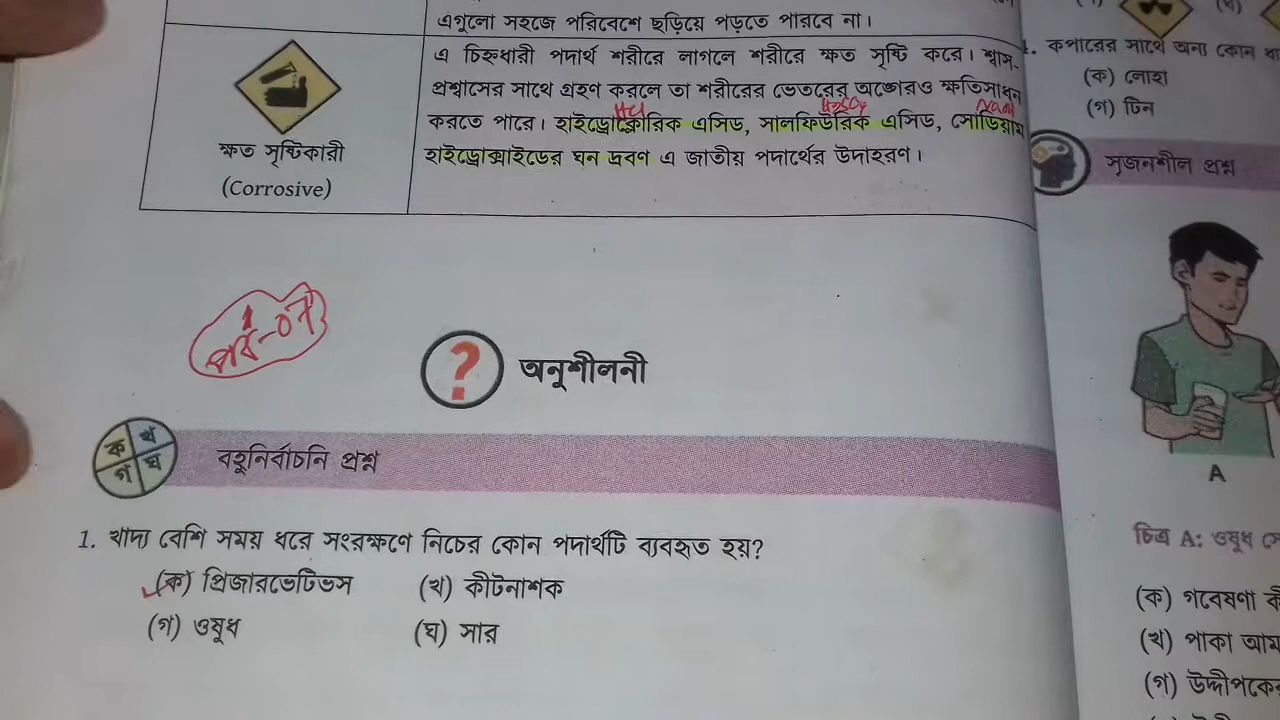 এগুলো সহজে পরিবেশে ছড়িয়ে পড়তে পারবে না।
এ চিহ্নধারী পদার্থ শরীরে লাগলে শরীরে ক্ষত সৃষ্টি করে। শ্বাস-
প্রশ্বাসের সাথে গ্রহণ করলে তা শরীরের ভেতরের অঙ্গেরও ক্ষতিসাধন
HCl H2SO4 NaOH
করতে পারে। হাইড্রোক্লোরিক এসিড, সালফিউরিক এসিড, সোডিয়াম
হাইড্রোক্সাইডের ঘন দ্রবণ এ জাতীয় পদার্থের উদাহরণ।
ক্ষত সৃষ্টিকারী
(Corrosive)
পর্ব-০৭
? অনুশীলনী
ক খ
গ ঘ
বহুনির্বাচনি প্রশ্ন
1. খাদ্য বেশি সময় ধরে সংরক্ষণে নিচের কোন পদার্থটি ব্যবহৃত হয়?
(ক) প্রিজারভেটিভস (খ) কীটনাশক
(গ) ওষুধ (ঘ) সার
(ঘ)
কপারের সাথে অন্য কোন
(ক) লোহা
(গ) টিন
সৃজনশীল প্রশ্ন
A
চিত্র A: ওষুধ
(ক) গবেষণা
(খ) পাকা
(গ) উদ্দীপকের